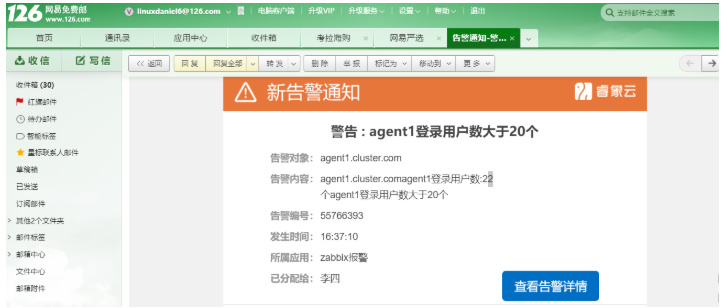 126 网易免费邮
www.126.com
linuxdaniel6@126.com
电脑客户端 | 升级VIP | 升级服务 | 设置 | 帮助 | 退出
支持邮件全文搜索
首页
通讯录
应用中心
收件箱
考拉海购 ×
网易严选 ×
告警通知-警... ×
收信
写信
<< 返回
回复
回复全部
转发
删除
举报
标记为
移动到
更多
收件箱 (30)
红旗邮件
待办邮件
智能标签
星标联系人邮件
草稿箱
已发送
订阅邮件
其他2个文件夹
邮件标签
邮箱中心
文件中心
邮箱附件
新告警通知
睿象云
警告 : agent1登录用户数大于20个
告警对象: agent1.cluster.com
告警内容: agent1.cluster.comagent1登录用户数:22
个agent1登录用户数大于20个
告警编号: 55766393
发生时间: 16:37:10
所属应用: zabbix报警
已分配给: 李四
查看告警详情